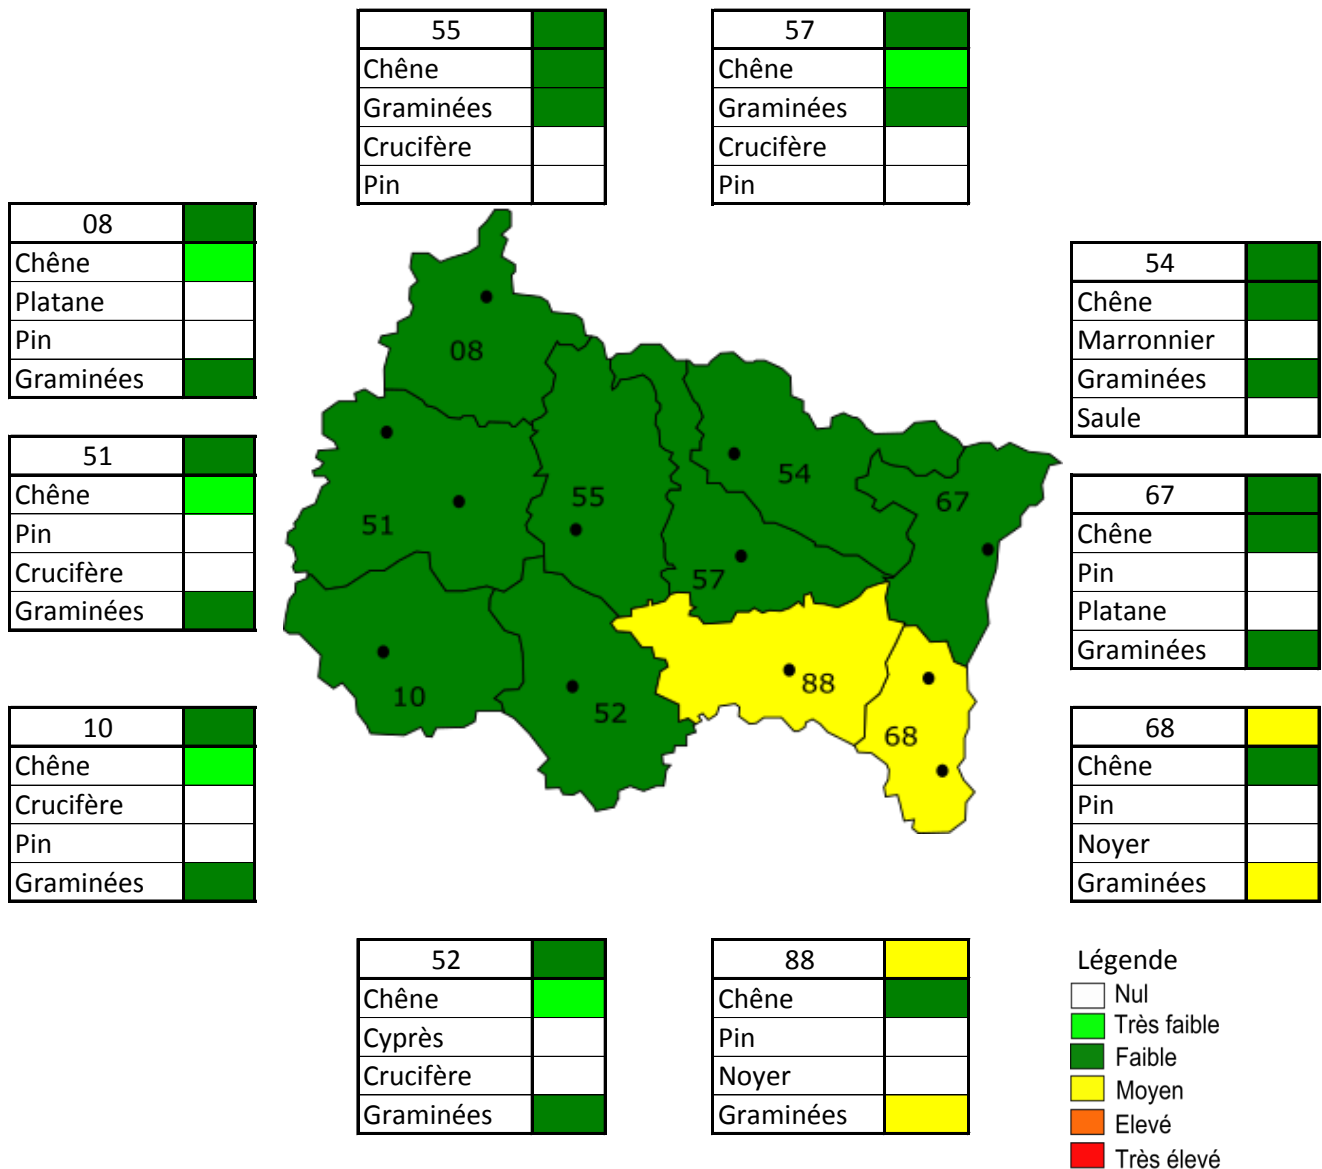 55
Chêne
Graminées
Crucifère
Pin
57
Chêne
Graminées
Crucifère
Pin
08
Chêne
Platane
Pin
Graminées
54
Chêne
Marronnier
Graminées
Saule
51
Chêne
Pin
Crucifère
Graminées
67
Chêne
Pin
Platane
Graminées
10
Chêne
Crucifère
Pin
Graminées
68
Chêne
Pin
Noyer
Graminées
52
Chêne
Cyprès
Crucifère
Graminées
88
Chêne
Pin
Noyer
Graminées
08
54
55
67
51
57
88
10
52
68
Légende
Nul
Très faible
Faible
Moyen
Elevé
Très élevé